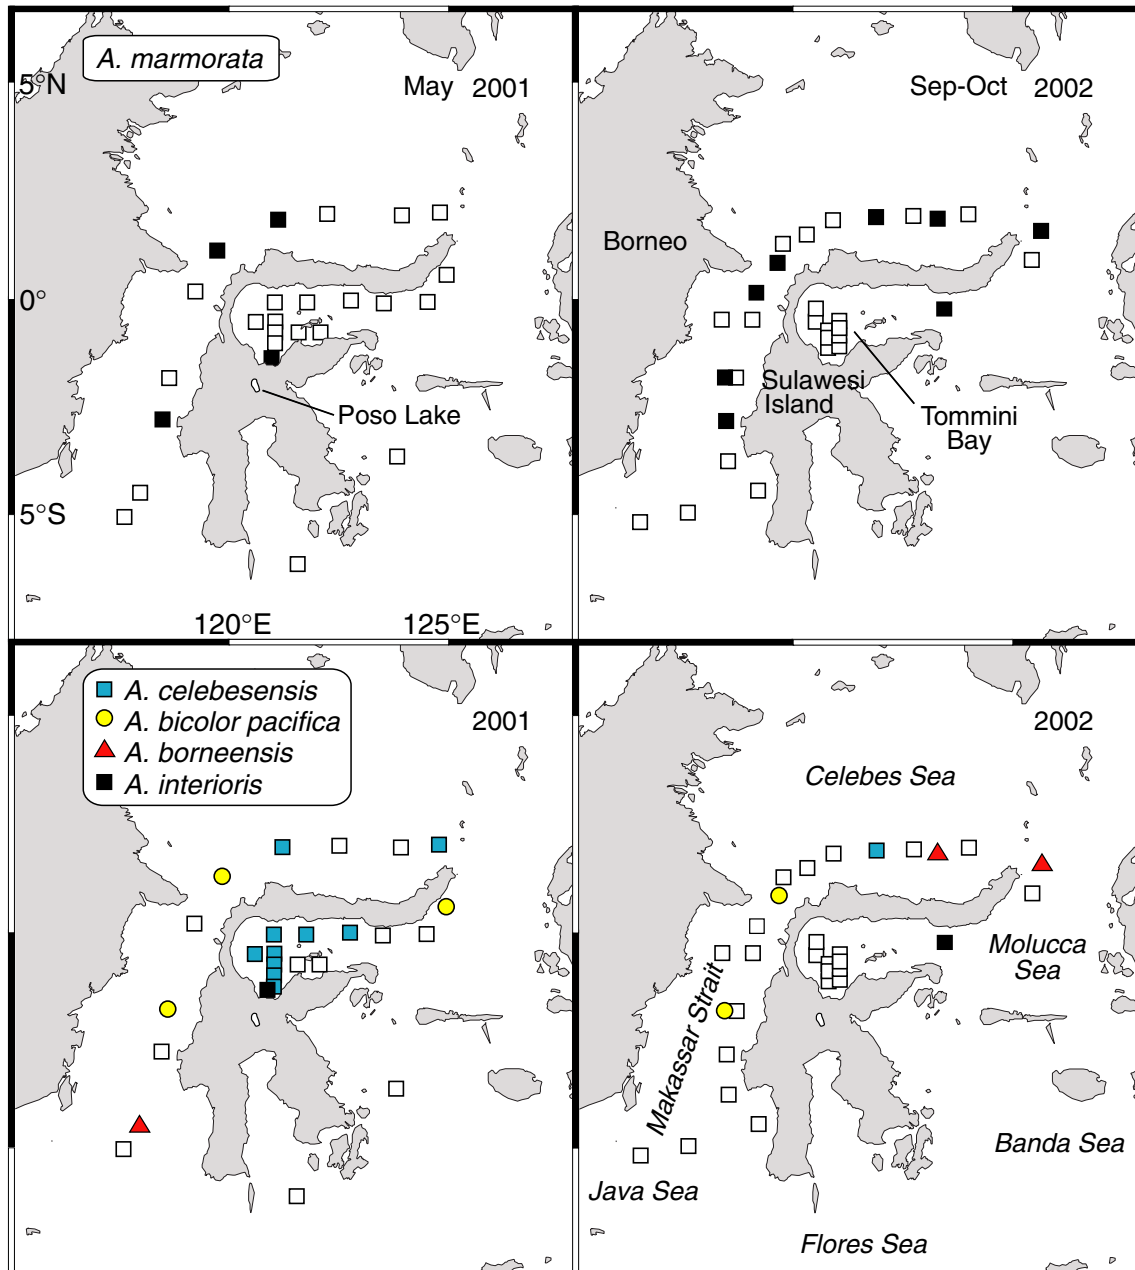 A. marmorata
5°N
May 2001
0°
Poso Lake
5°S
120°E 125°E
Sep-Oct 2002
Borneo
Sulawesi
Island
Tommini
Bay
A. celebesensis
A. bicolor pacifica
A. borneensis
A. interioris
2001
2002
Celebes Sea
Molucca
Sea
Makassar Strait
Banda Sea
Java Sea
Flores Sea